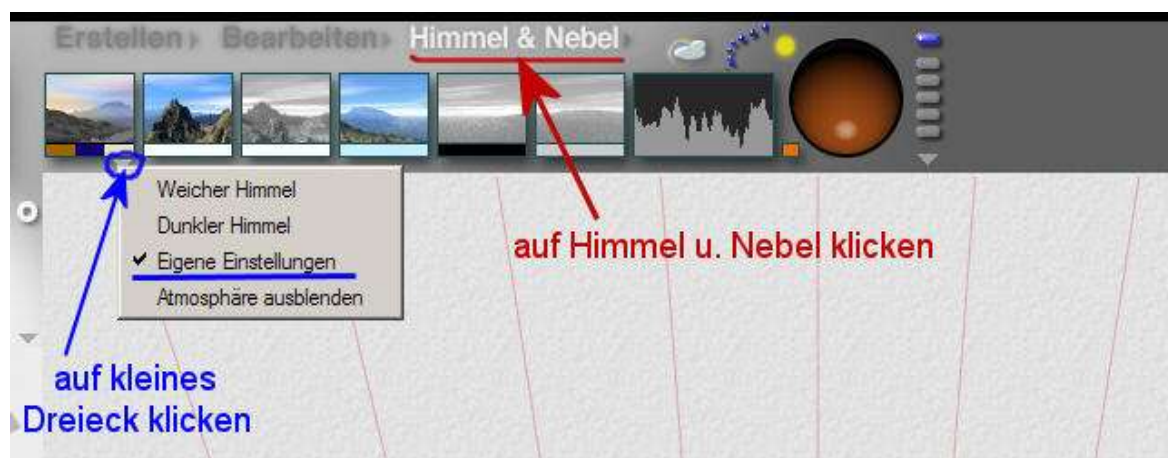 Erstellen Bearbeiten Himmel & Nebel
Weicher Himmel
Dunkler Himmel
Eigene Einstellungen
Atmosphäre ausblenden
auf Himmel u. Nebel klicken
auf kleines
Dreieck klicken